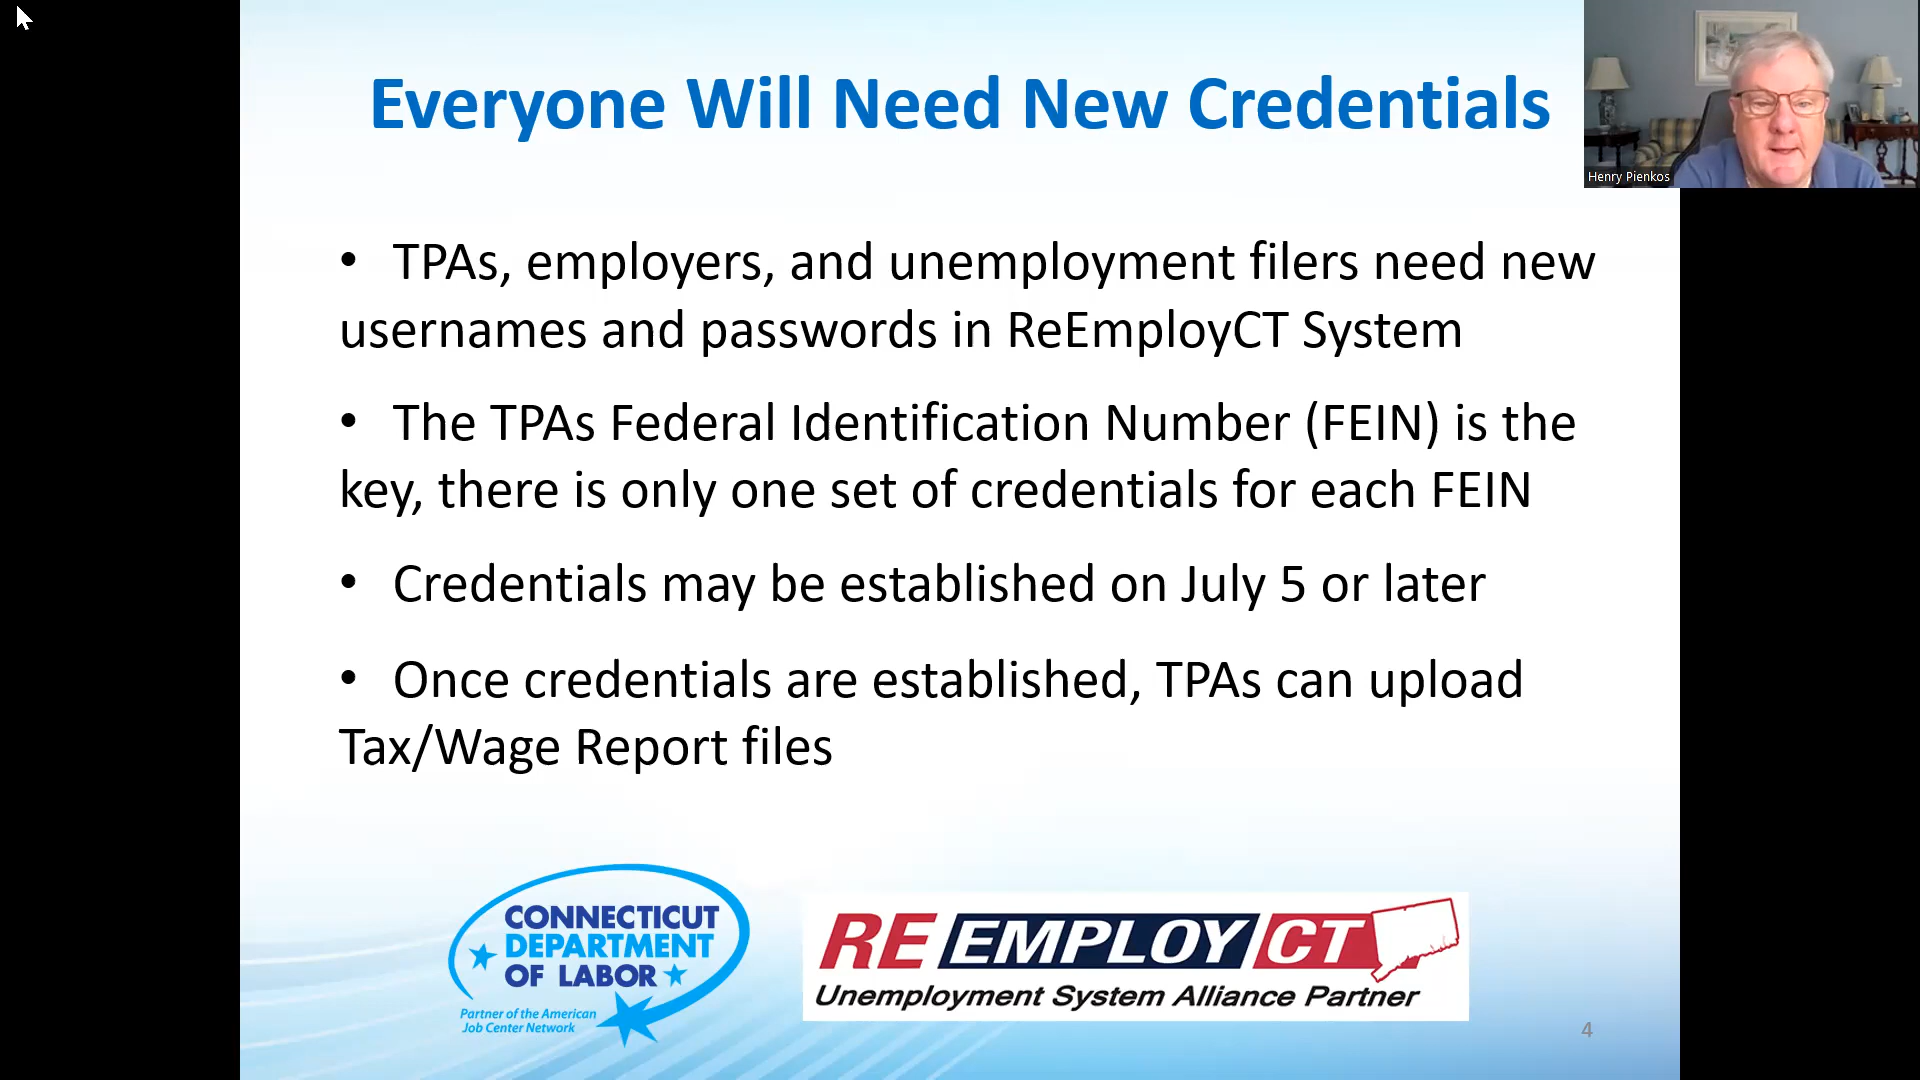 Everyone Will Need New Credentials
Henry Pienkos
• TPAs, employers, and unemployment filers need new
usernames and passwords in ReEmployCT System
• The TPAs Federal Identification Number (FEIN) is the
key, there is only one set of credentials for each FEIN
• Credentials may be established on July 5 or later
• Once credentials are established, TPAs can upload
Tax/Wage Report files
CONNECTICUT
DEPARTMENT
OF LABOR
Partner of the American
Job Center Network
REEMPLOYCT
Unemployment System Alliance Partner
4